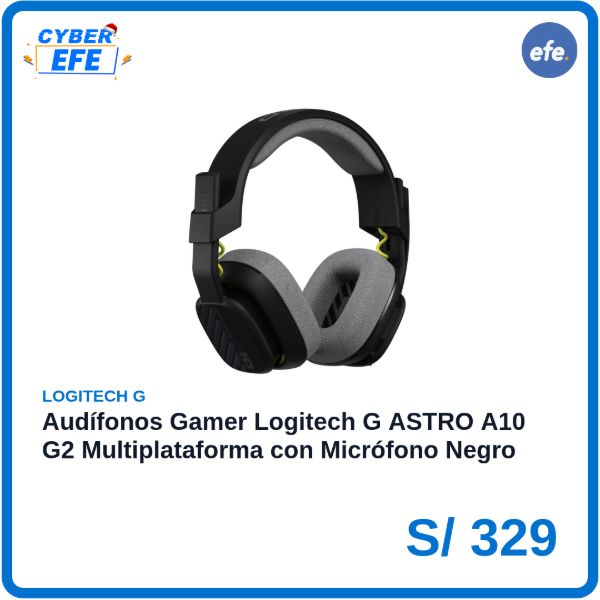 CYBER
EFE
efe.
LOGITECH G
Audífonos Gamer Logitech G ASTRO A10
G2 Multiplataforma con Micrófono Negro
S/ 329